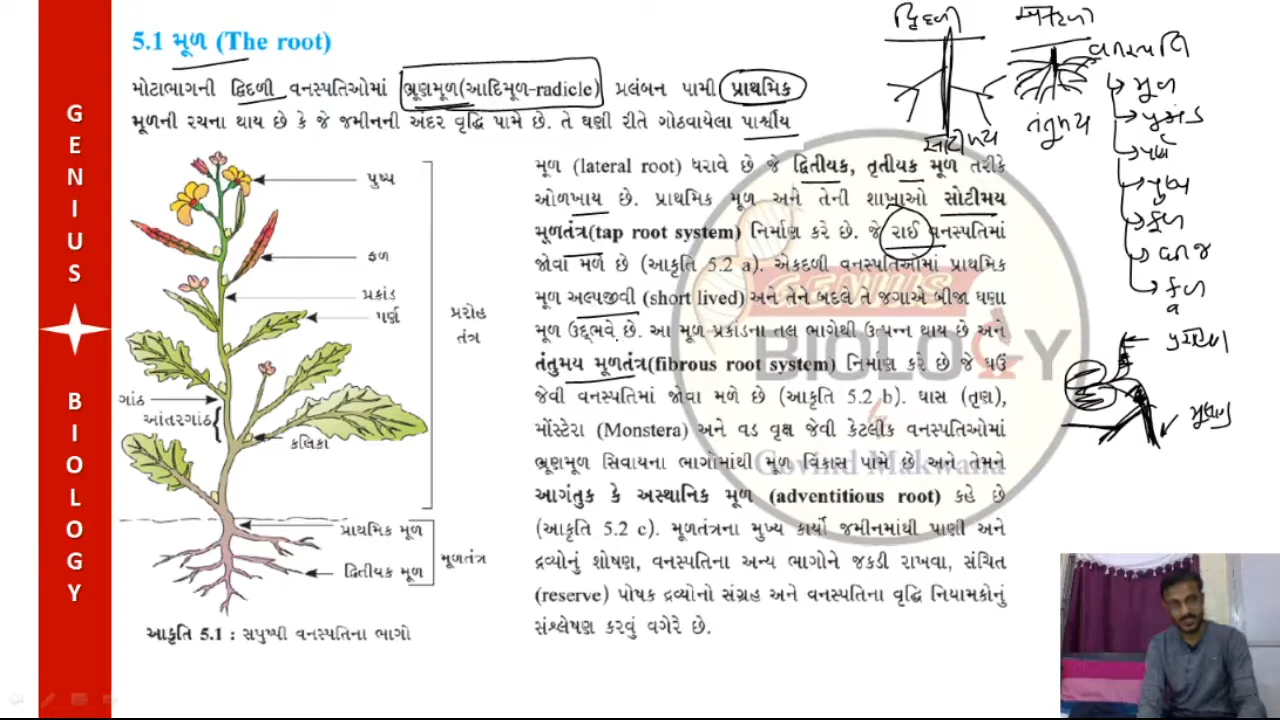 5.1 મૂળ (The root)
મોટાભાગની દ્વિદળી વનસ્પતિઓમાં ભ્રૂણમૂળ(આદિમૂળ-radicle) પ્રલંબન પામી પ્રાથમિક
મૂળની રચના થાય છે કે જે જમીનની અંદર વૃદ્ધિ પામે છે. તે ઘણી રીતે ગોઠવાયેલા પાર્શ્વીય
મૂળ (lateral root) ધરાવે છે જે દ્વિતીયક, તૃતીયક મૂળ તરીકે
ઓળખાય છે. પ્રાથમિક મૂળ અને તેની શાખાઓ સોટીમય
મૂળતંત્ર(tap root system) નિર્માણ કરે છે. જે રાઈ વનસ્પતિમાં
જોવા મળે છે (આકૃતિ 5.2 a). એકદળી વનસ્પતિઓમાં પ્રાથમિક
મૂળ અલ્પજીવી (short lived) અને તેને બદલે તે જગાએ બીજા ઘણા
મૂળ ઉદ્ભવે છે. આ મૂળ પ્રકાંડના તલ ભાગેથી ઉત્પન્ન થાય છે અને
તંતુમય મૂળતંત્ર(fibrous root system) નિર્માણ કરે છે જે ઘઉં
જેવી વનસ્પતિમાં જોવા મળે છે (આકૃતિ 5.2 b). ઘાસ (તૃણ),
મોંસ્ટેરા (Monstera) અને વડ વૃક્ષ જેવી કેટલીક વનસ્પતિઓમાં
ભ્રૂણમૂળ સિવાયના ભાગોમાંથી મૂળ વિકાસ પામે છે અને તેમને
આગંતુક કે અસ્થાનિક મૂળ (adventitious root) કહે છે
(આકૃતિ 5.2 c). મૂળતંત્રના મુખ્ય કાર્યો જમીનમાંથી પાણી અને
દ્રવ્યોનું શોષણ, વનસ્પતિના અન્ય ભાગોને જકડી રાખવા, સંચિત
(reserve) પોષક દ્રવ્યોનો સંગ્રહ અને વનસ્પતિના વૃદ્ધિ નિયામકોનું
સંશ્લેષણ કરવું વગેરે છે.
પુષ્પ
ફળ
પ્રકાંડ
પર્ણ
પ્રરોહ
તંત્ર
ગાંઠ
આંતરગાંઠ
કલિકા
પ્રાથમિક મૂળ
મૂળતંત્ર
દ્વિતીયક મૂળ
આકૃતિ 5.1 : સપુષ્પી વનસ્પતિના ભાગો
GENIUS
BIOLOGY
GENIUS
BIOLOGY
Govind Makwana
દ્વિદળી
સોટીમય
તંતુમય
વનસ્પતિ
મૂળ
પ્રકાંડ
પર્ણ
પુષ્પ
ફળ
બીજ